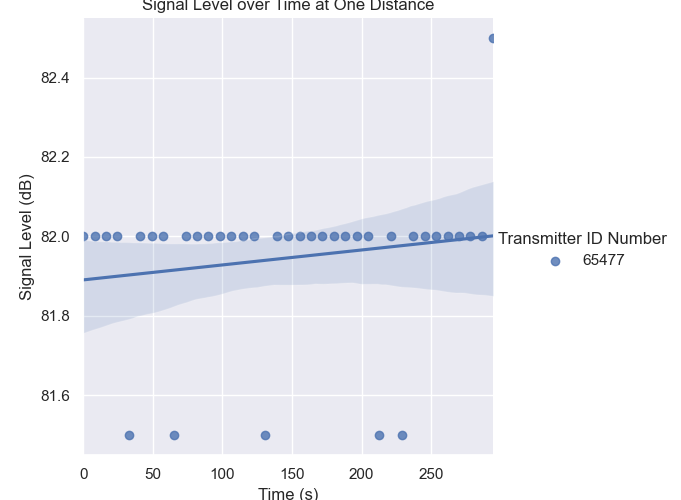 Signal Level over Time at One Distance
82.4
82.2
82.0
81.8
81.6
Signal Level (dB)
0 50 100 150 200 250
Time (s)
Transmitter ID Number
65477